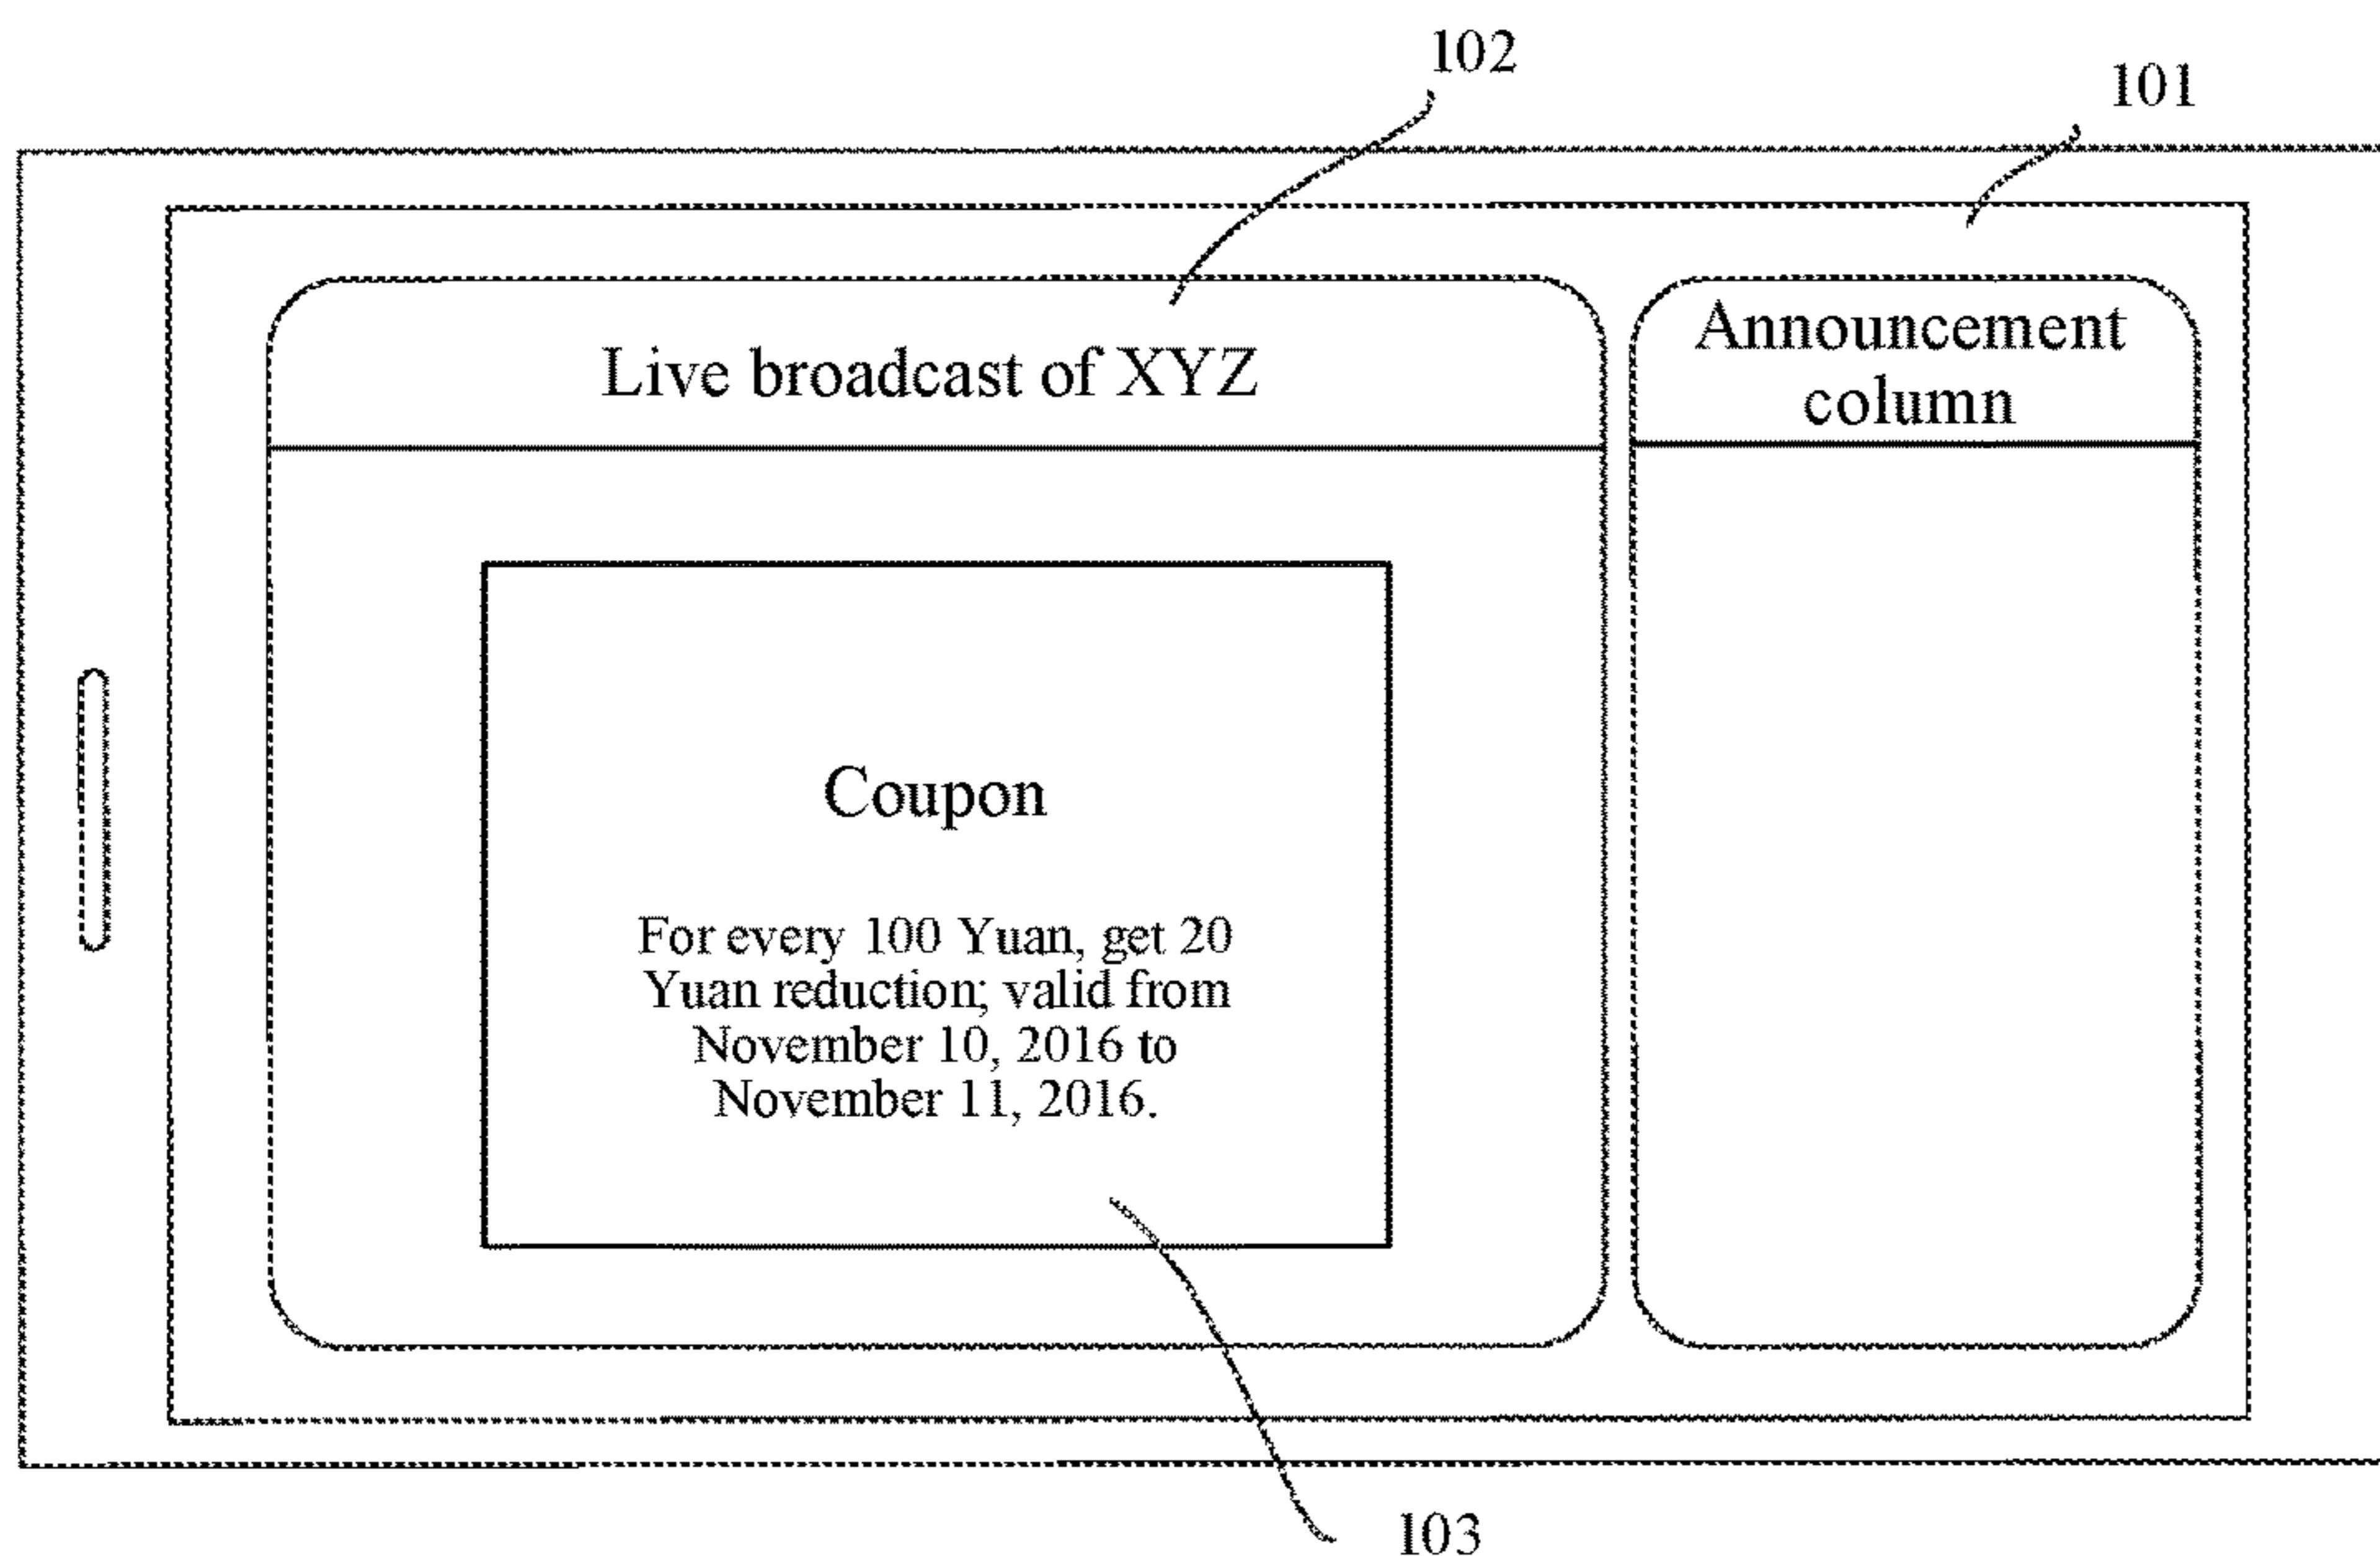 102
101
Live broadcast of XYZ
Announcement
column
Coupon
For every 100 Yuan, get 20
Yuan reduction; valid from
November 10, 2016 to
November 11, 2016.
103